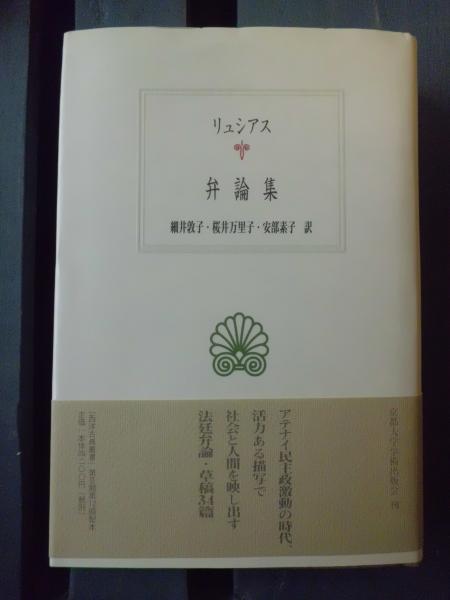 リュシアス
弁論集
細井敦子・桜井万里子・安部素子 訳
京都大学学術出版会 刊
アテナイ民主政激動の時代、
活力ある描写で
社会と人間を映し出す
法廷弁論・草稿34篇